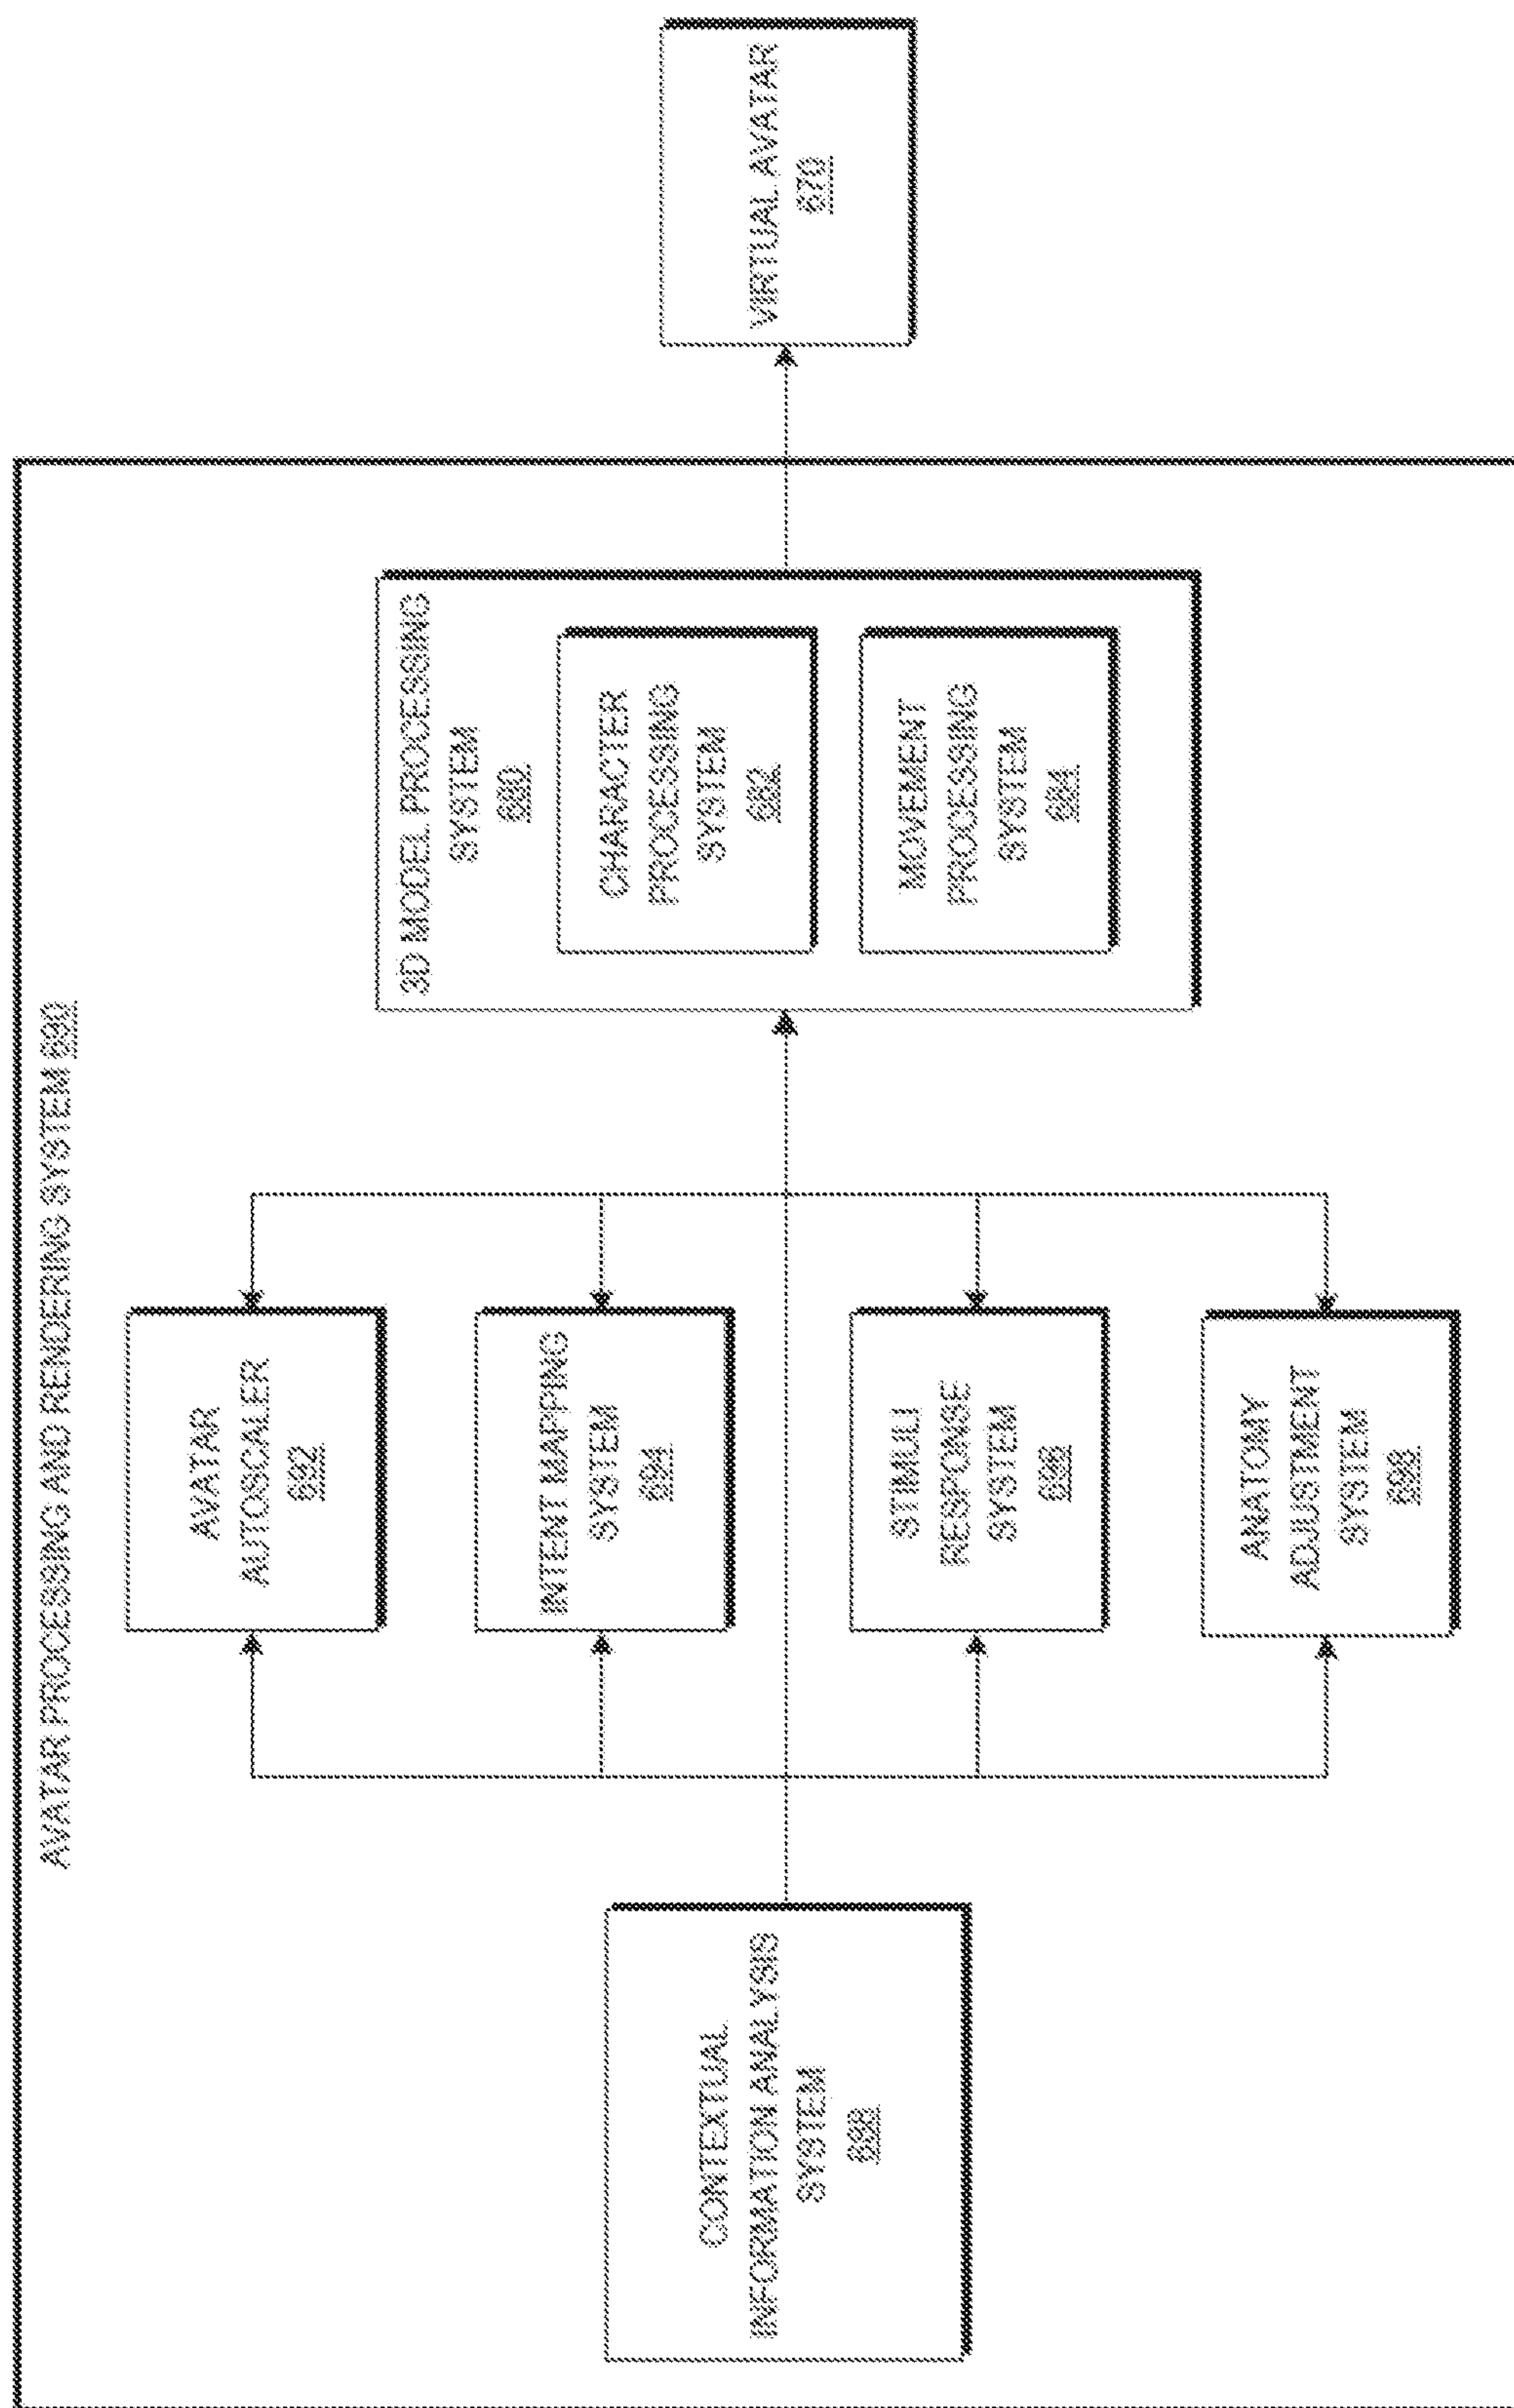 AVATAR PROCESSING AND RENDERING SYSTEM 690
CONTEXTUAL
INFORMATION ANALYSIS
SYSTEM
688
AVATAR
AUTOSCALER
692
INTENT MAPPING
SYSTEM
694
STIMULI
RESPONSE
SYSTEM
696
ANATOMY
ADJUSTMENT
SYSTEM
698
3D MODEL PROCESSING
SYSTEM
680
CHARACTER
PROCESSING
SYSTEM
682
MOVEMENT
PROCESSING
SYSTEM
684
VIRTUAL AVATAR
670